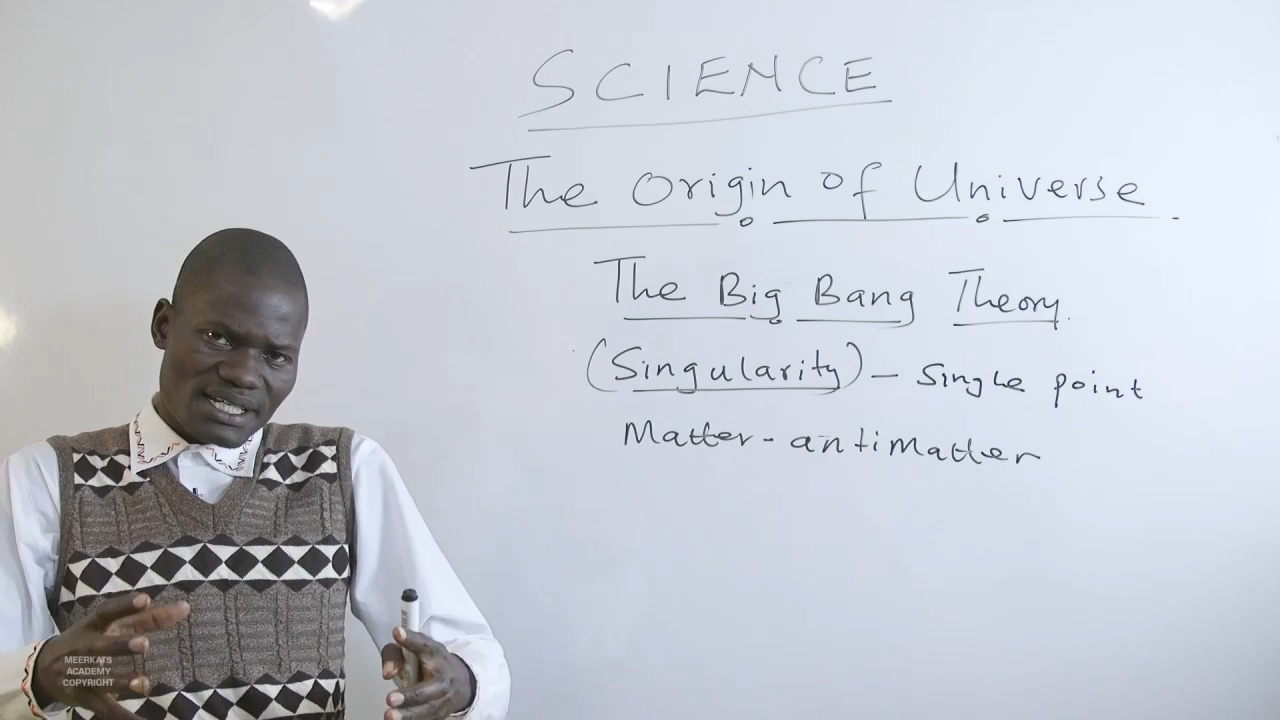 SCIENCE
The Origin of Universe
The Big Bang Theory.
(Singularity) - Single point
Matter - antimatter
MEERKATS
ACADEMY
COPYRIGHT